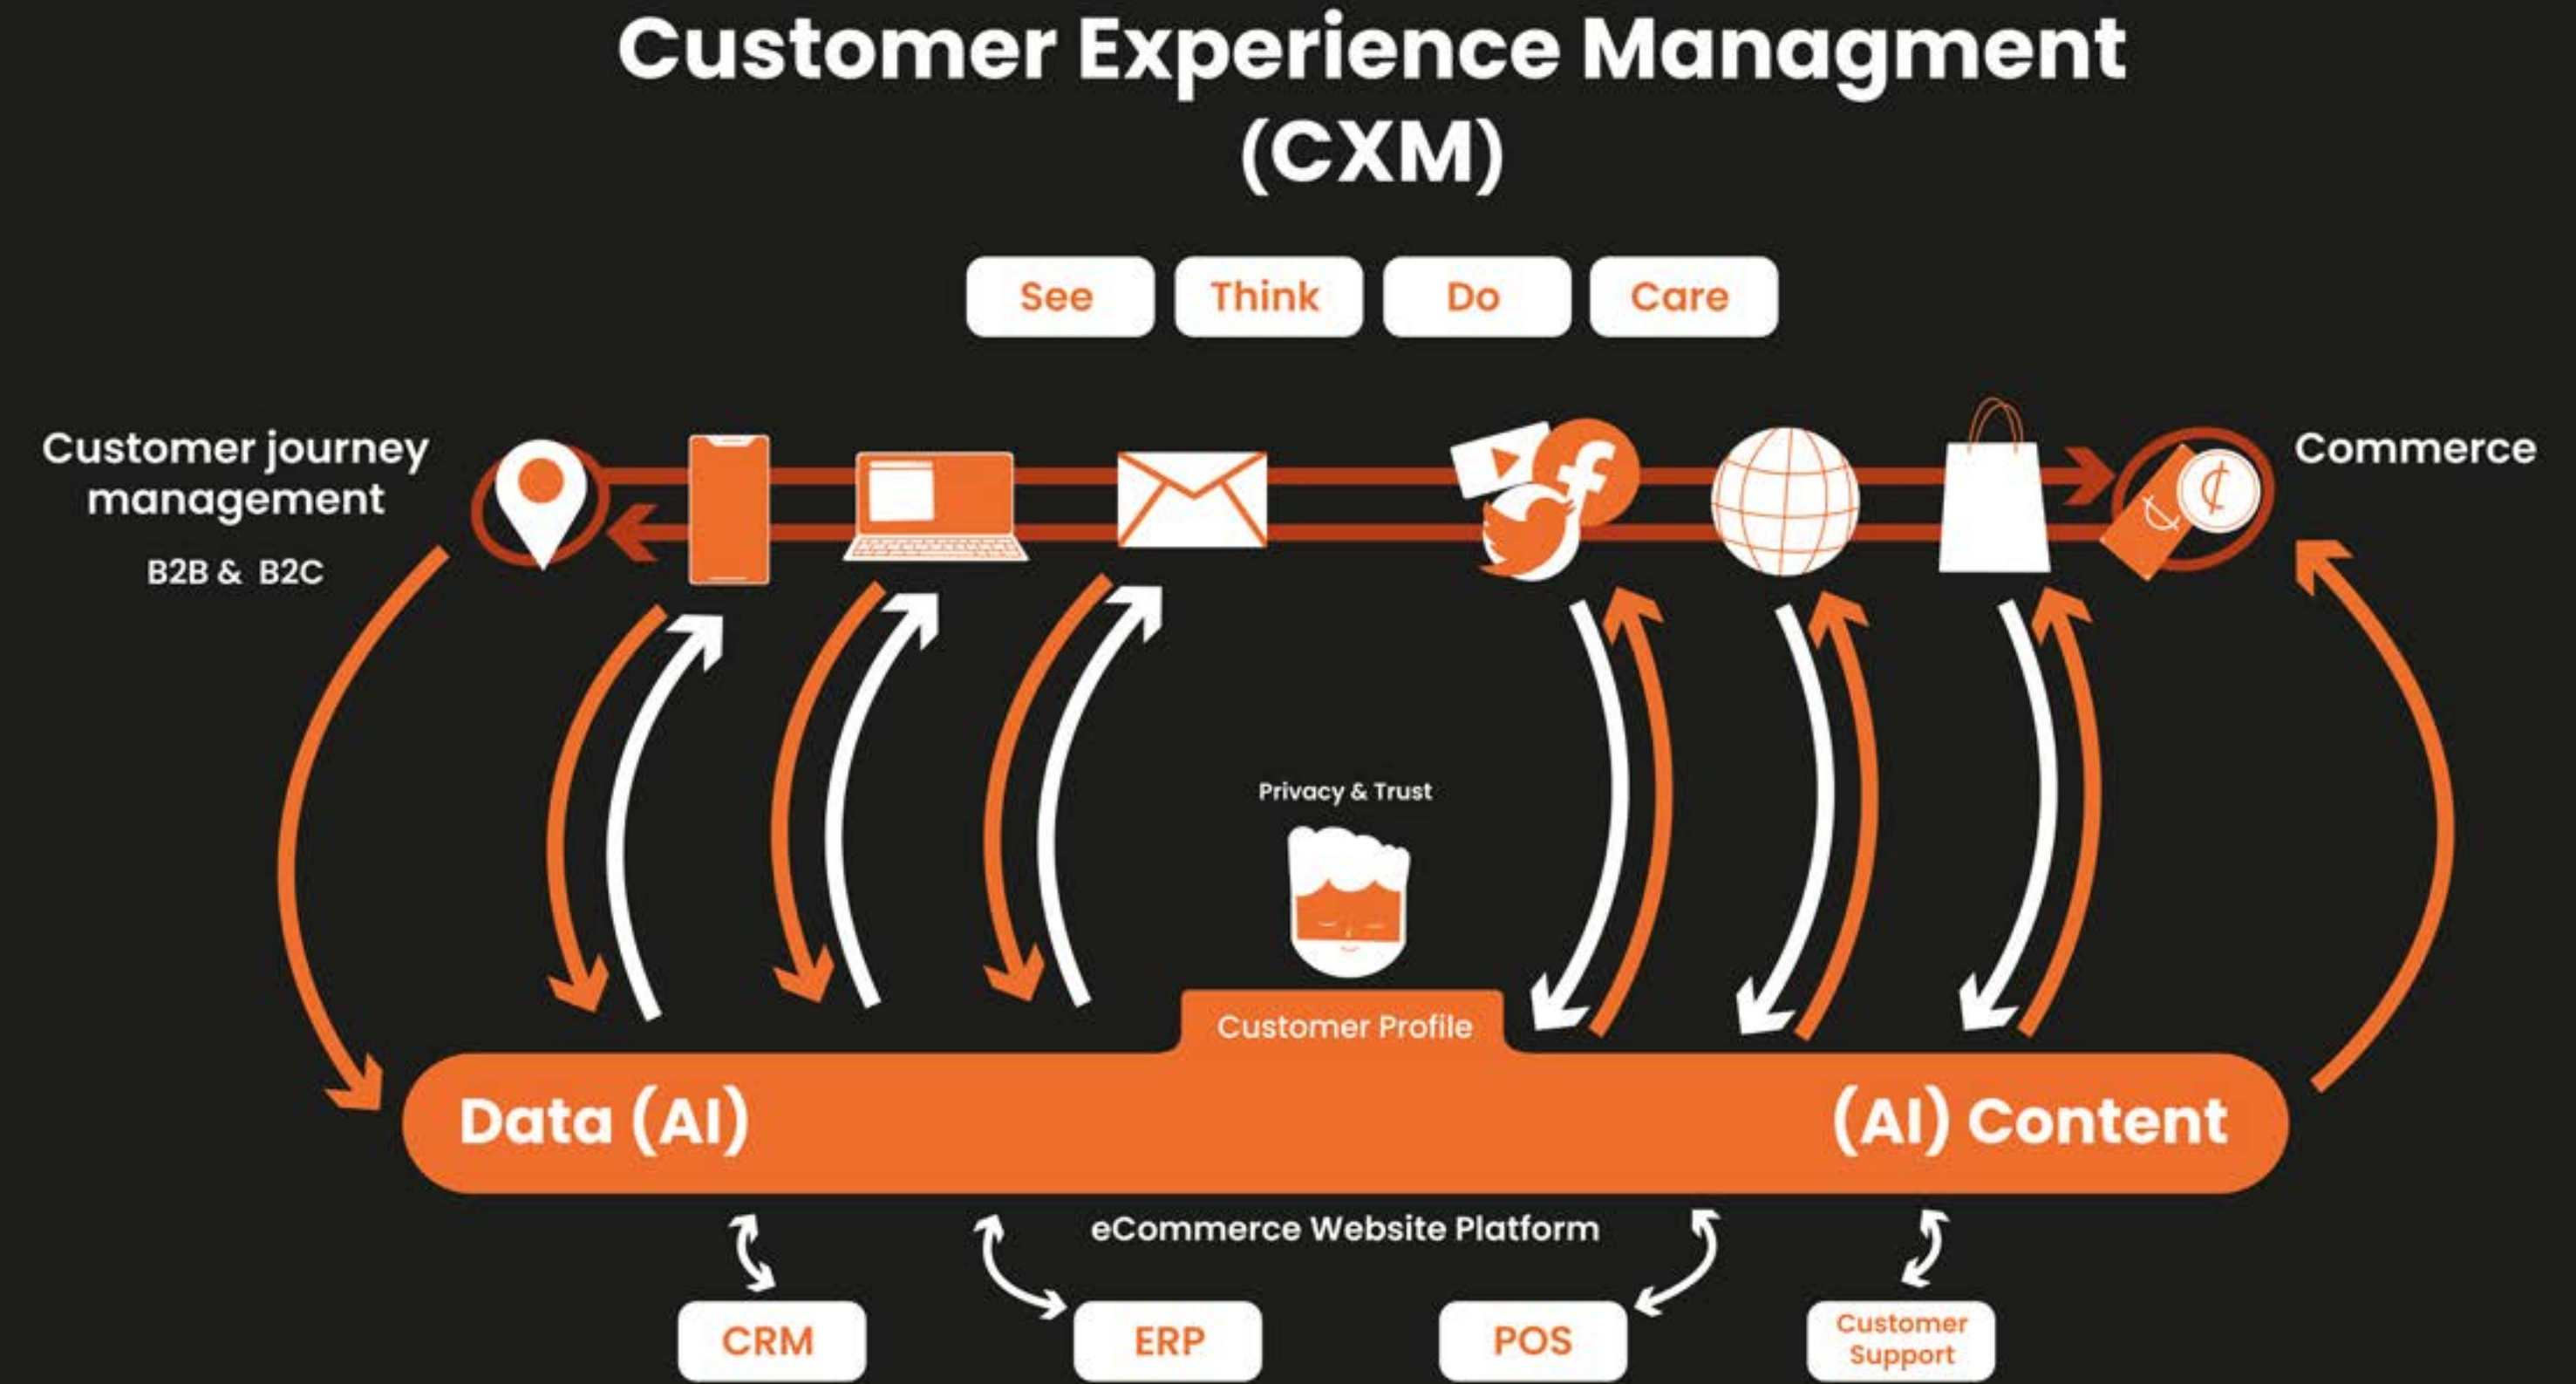 Customer Experience Managment
(CXM)
See
Think
Do
Care
Customer journey
management
B2B & B2C
Commerce
Privacy & Trust
Customer Profile
Data (AI)
(AI) Content
eCommerce Website Platform
CRM
ERP
POS
Customer
Support